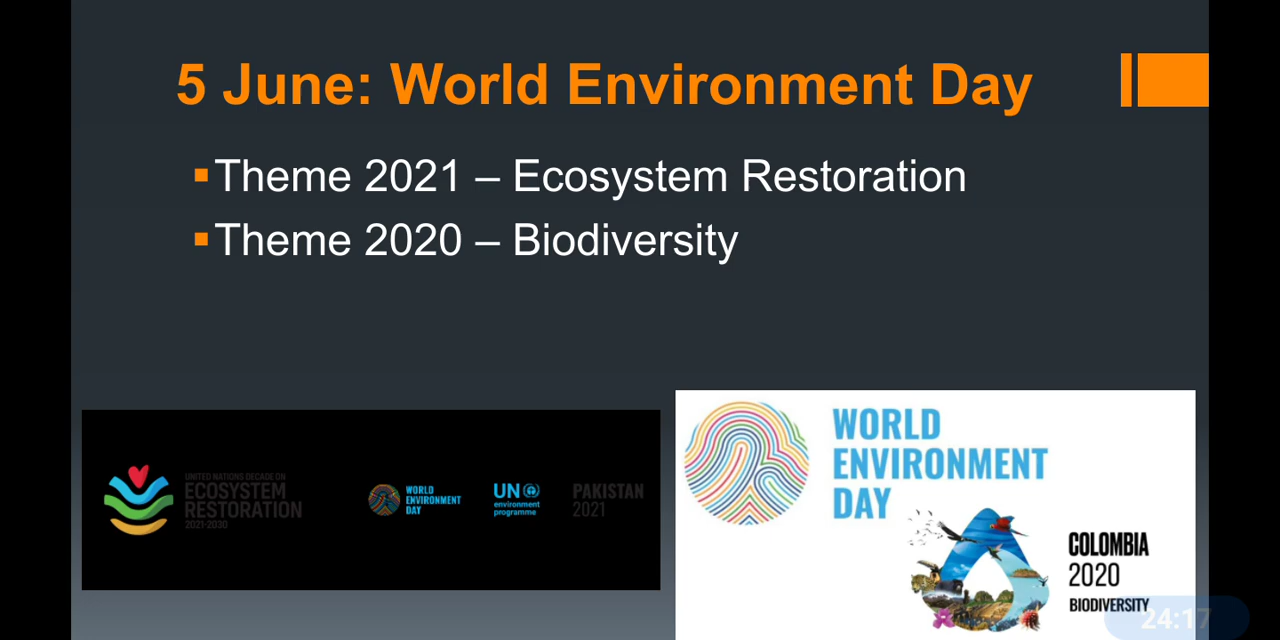 5 June: World Environment Day
Theme 2021 – Ecosystem Restoration
Theme 2020 – Biodiversity
UNITED NATIONS DECADE ON
ECOSYSTEM
RESTORATION
2021-2030
WORLD
ENVIRONMENT
DAY
UN
environment
programme
PAKISTAN
2021
WORLD
ENVIRONMENT
DAY
COLOMBIA
2020
BIODIVERSITY
24:17